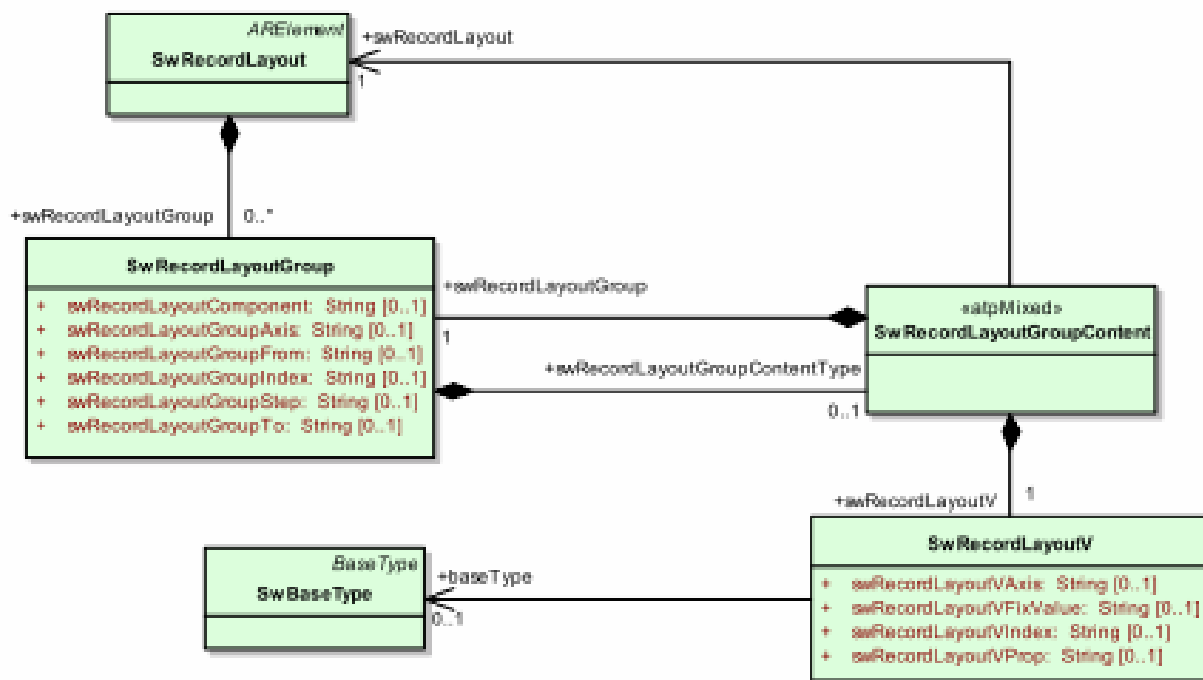 ARElement
SwRecordLayout
+swRecordLayout
1
+swRecordLayoutGroup
0..*
SwRecordLayoutGroup
+ swRecordLayoutComponent: String [0..1]
+ swRecordLayoutGroupAxis: String [0..1]
+ swRecordLayoutGroupFrom: String [0..1]
+ swRecordLayoutGroupIndex: String [0..1]
+ swRecordLayoutGroupStep: String [0..1]
+ swRecordLayoutGroupTo: String [0..1]
+swRecordLayoutGroup
1
+swRecordLayoutGroupContentType
0..1
«atpMixed»
SwRecordLayoutGroupContent
+swRecordLayoutV
1
BaseType
SwBaseType
+baseType
0..1
SwRecordLayoutV
+ swRecordLayoutVAxis: String [0..1]
+ swRecordLayoutVFixValue: String [0..1]
+ swRecordLayoutVIndex: String [0..1]
+ swRecordLayoutVProp: String [0..1]